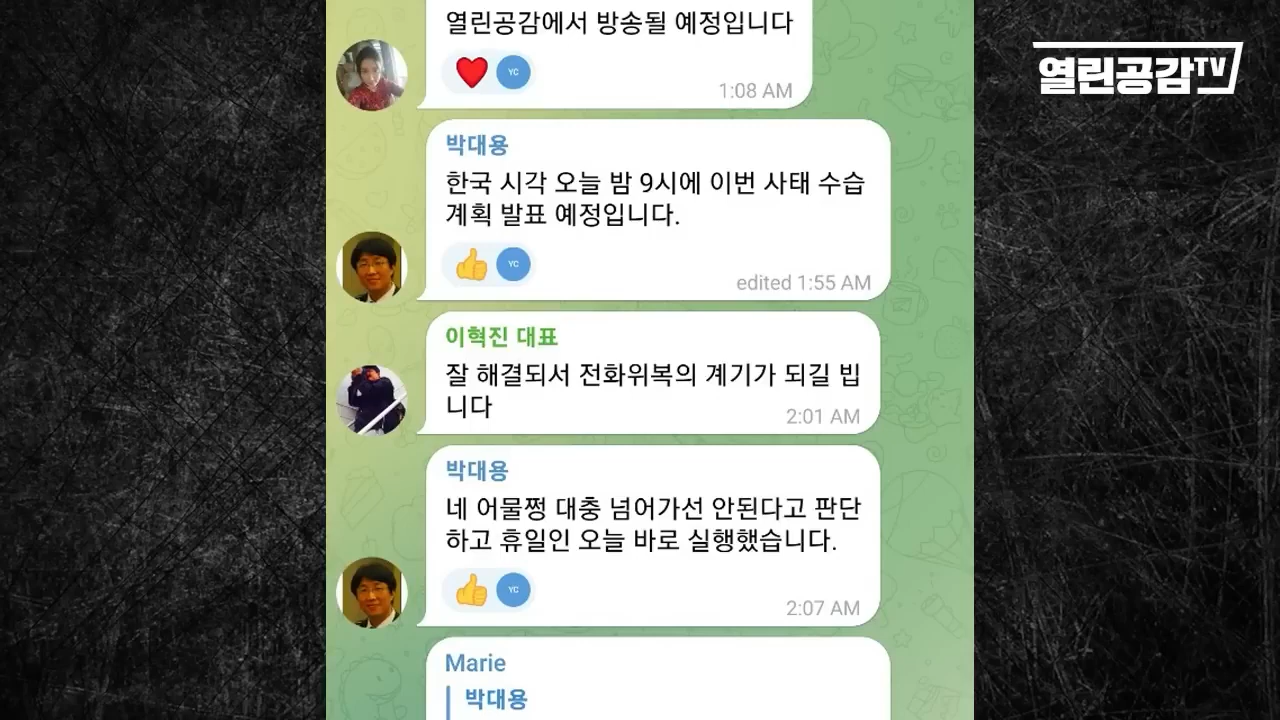 열린공감에서 방송될 예정입니다
YC
1:08 AM
열린공감TV
박대용
한국 시각 오늘 밤 9시에 이번 사태 수습
계획 발표 예정입니다.
YC
edited 1:55 AM
이혁진 대표
잘 해결되서 전화위복의 계기가 되길 빕
니다
2:01 AM
박대용
네 어물쩡 대충 넘어가선 안된다고 판단
하고 휴일인 오늘 바로 실행했습니다.
YC
2:07 AM
Marie
박대용